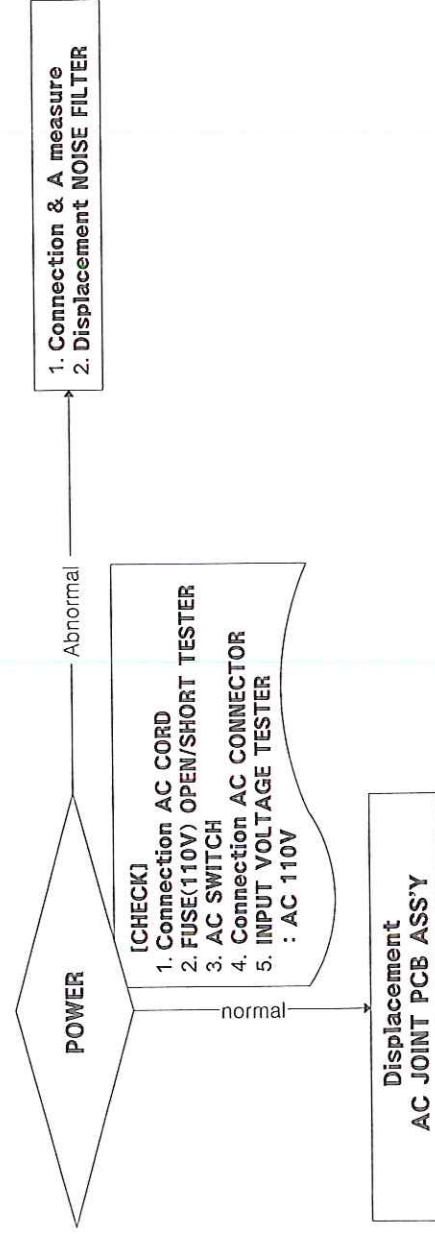 POWER
Abnormal
1. Connection & A measure
2. Displacement NOISE FILTER
[CHECK]
1. Connection AC CORD
2. FUSE(110V) OPEN/SHORT TESTER
3. AC SWITCH
4. Connection AC CONNECTOR
5. INPUT VOLTAGE TESTER
: AC 110V
normal
Displacement
AC JOINT PCB ASS'Y